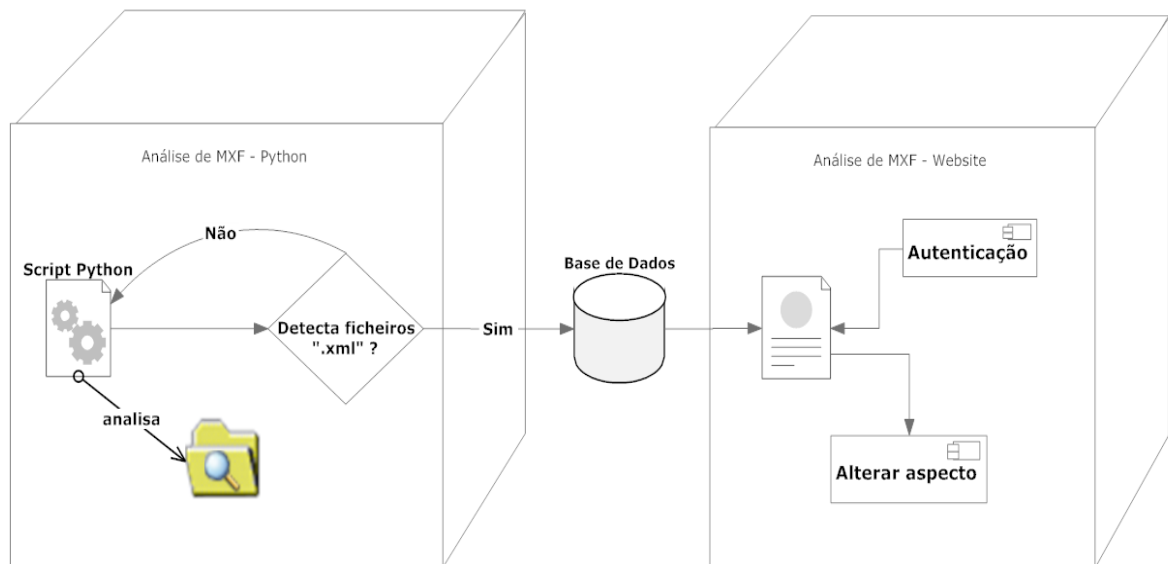 Análise de MXF - Python
Não
Script Python
Detecta ficheiros
".xml" ?
analisa
Sim
Base de Dados
Análise de MXF - Website
Autenticação
Alterar aspecto